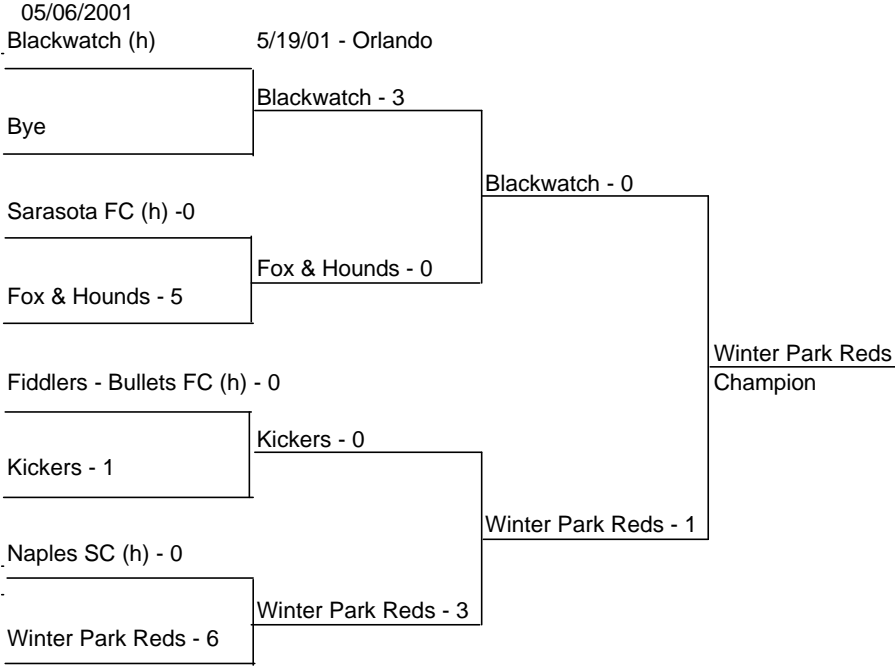 05/06/2001
Blackwatch (h)
5/19/01 - Orlando
Blackwatch - 3
Bye
Blackwatch - 0
Sarasota FC (h) -0
Fox & Hounds - 0
Fox & Hounds - 5
Winter Park Reds
Champion
Fiddlers - Bullets FC (h) - 0
Kickers - 0
Kickers - 1
Winter Park Reds - 1
Naples SC (h) - 0
Winter Park Reds - 3
Winter Park Reds - 6